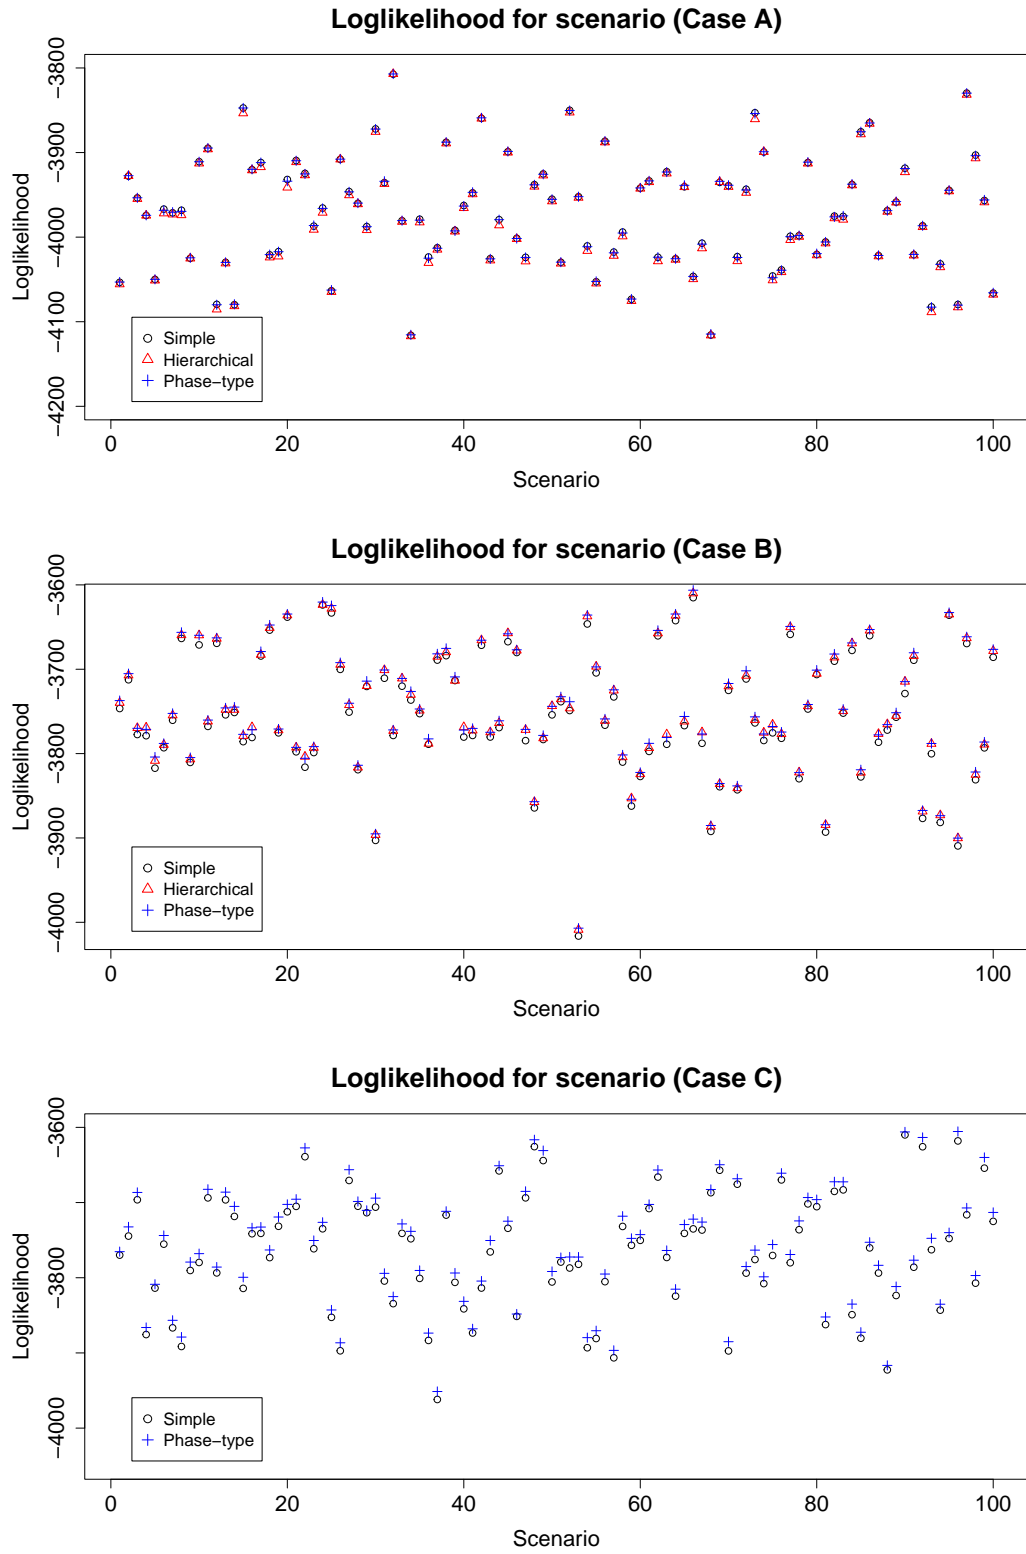 Loglikelihood for scenario (Case A)
Loglikelihood
−3800
−3900
−4000
−4100
−4200
Simple
Hierarchical
Phase−type
0 20 40 60 80 100
Scenario
Loglikelihood for scenario (Case B)
Loglikelihood
−3600
−3700
−3800
−3900
−4000
Simple
Hierarchical
Phase−type
0 20 40 60 80 100
Scenario
Loglikelihood for scenario (Case C)
Loglikelihood
−3600
−3800
−4000
Simple
Phase−type
0 20 40 60 80 100
Scenario